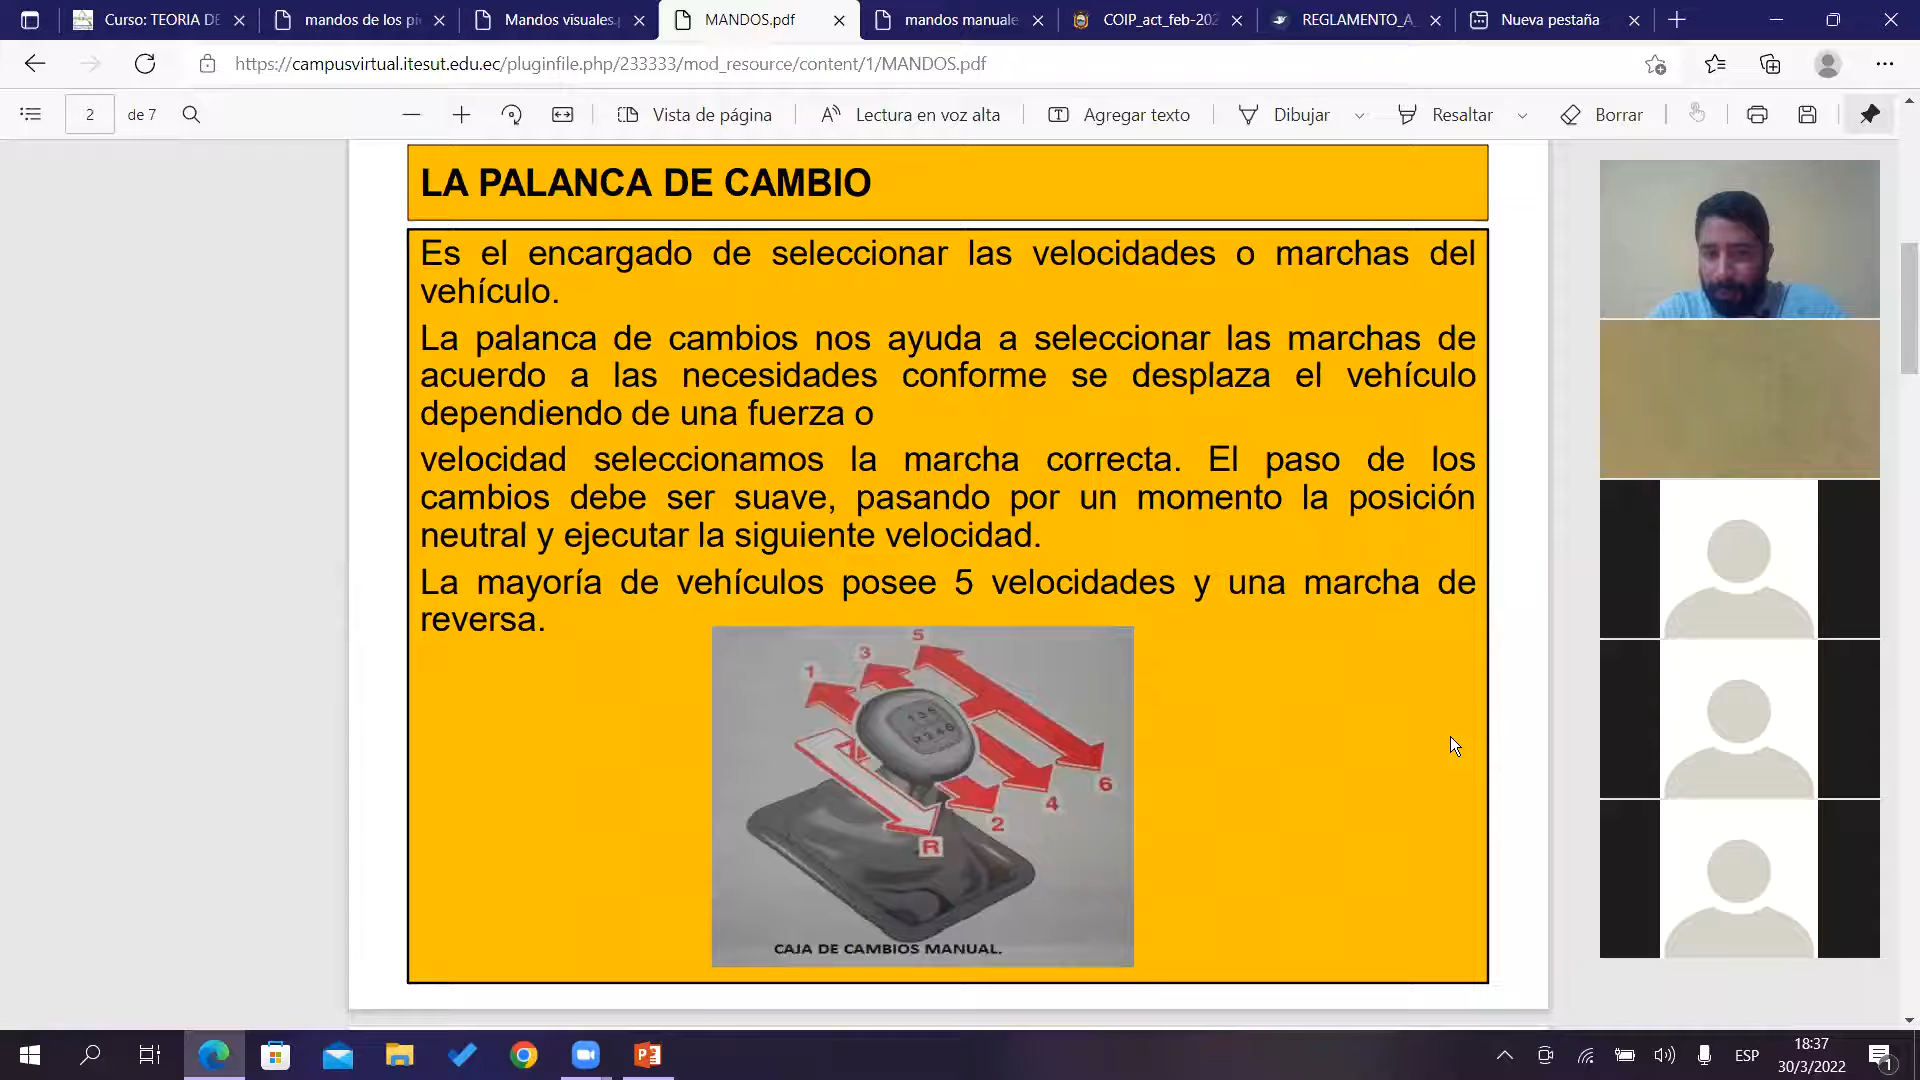 Curso: TEORIA DE
mandos de los pi
Mandos visuales.p
MANDOS.pdf
mandos manuale
COIP_act_feb-202
REGLAMENTO_A
Nueva pestaña
https://campusvirtual.itesut.edu.ec/pluginfile.php/233333/mod_resource/content/1/MANDOS.pdf
2 de 7
Vista de página
Lectura en voz alta
Agregar texto
Dibujar
Resaltar
Borrar
LA PALANCA DE CAMBIO
Es el encargado de seleccionar las velocidades o marchas del
vehículo.
La palanca de cambios nos ayuda a seleccionar las marchas de
acuerdo a las necesidades conforme se desplaza el vehículo
dependiendo de una fuerza o
velocidad seleccionamos la marcha correcta. El paso de los
cambios debe ser suave, pasando por un momento la posición
neutral y ejecutar la siguiente velocidad.
La mayoría de vehículos posee 5 velocidades y una marcha de
reversa.
5
3
1
6
4
2
R
CAJA DE CAMBIOS MANUAL.
ESP
18:37
30/3/2022
1